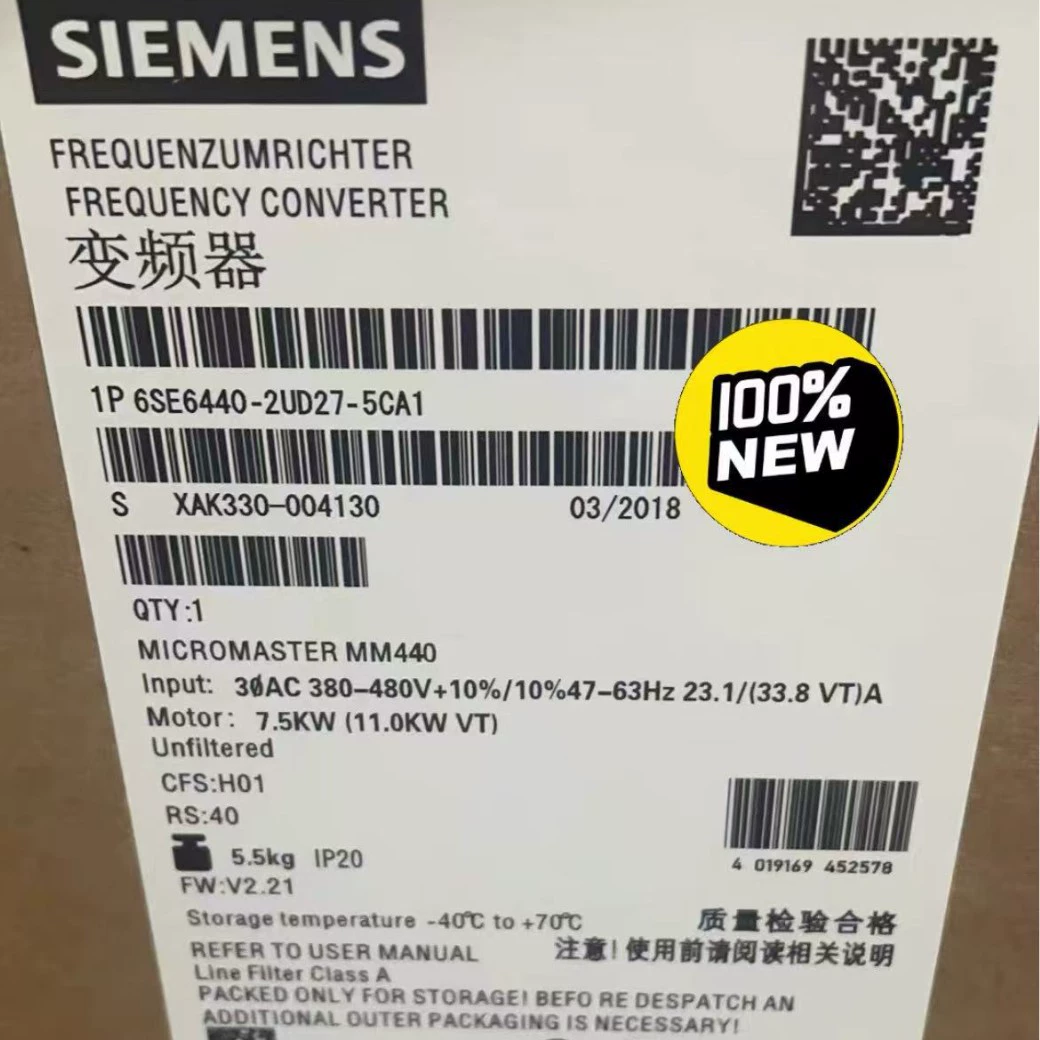 SIEMENS
FREQUENZUMRICHTER
FREQUENCY CONVERTER
变频器
1P 6SE6440-2UD27-5CA1
100%
NEW
S XAK330-004130 03/2018
QTY:1
MICROMASTER MM440
Input: 3ØAC 380-480V+10%/10%47-63Hz 23.1/(33.8 VT)A
Motor: 7.5KW (11.0KW VT)
Unfiltered
CFS:H01
RS:40
5.5kg IP20
4 019169 452578
FW:V2.21
Storage temperature -40℃ to +70℃ 质量检验合格
REFER TO USER MANUAL 注意!使用前请阅读相关说明
Line Filter Class A
PACKED ONLY FOR STORAGE! BEFO RE DESPATCH AN
ADDITIONAL OUTER PACKAGING IS NECESSARY!